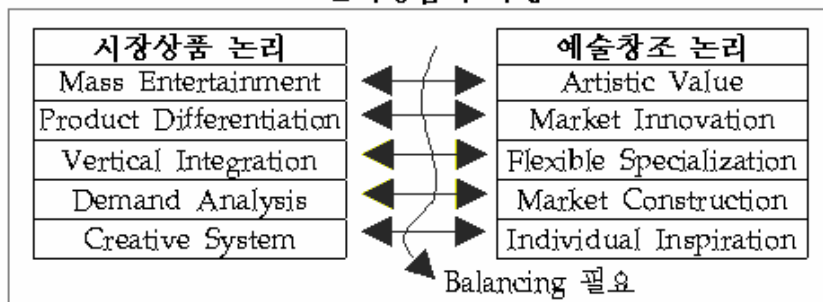 시장상품 논리 예술창조 논리
Mass Entertainment Artistic Value
Product Differentiation Market Innovation
Vertical Integration Flexible Specialization
Demand Analysis Market Construction
Creative System Individual Inspiration
Balancing 필요